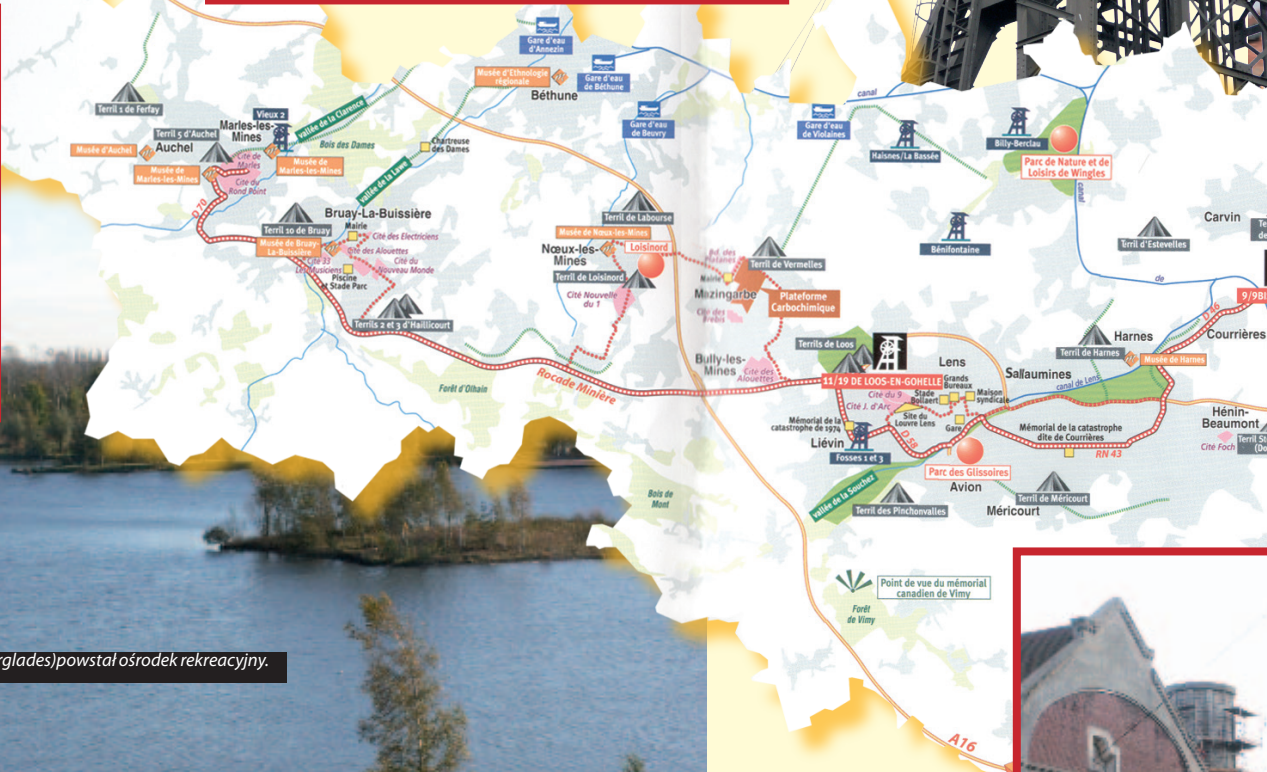 Gare d'eau
d'Annezin
Musée d'Ethnologie
régionale
Béthune
Gare d'eau
de Béthune
Gare d'eau
de Beuvry
canal
Gare d'eau
de Violaines
Haisnes/La Bassée
Billy-Berclau
Parc de Nature et de
Loisirs de Wingles
canal
Terril 1 de Ferfay
Vieux 2
vallée de la Clarence
Marles-les-
Mines
Terril 5 d'Auchel
Auchel
Musée d'Auchel
Bois des Dames
Chartreuse
des Dames
Cité de
Marles
Musée de
Marles-les-Mines
Musée de
Marles-les-Mines
Cité du
Rond Point
vallée de la Lawe
D 70
Terril 10 de Bruay
Bruay-La-Buissière
Mairie
Cité des Electriciens
Musée de Bruay-
La-Buissière
Cité des Alouettes
Cité 33
Les Musiciens
Cité du
Nouveau Monde
Piscine
et Stade Parc
Terrils 2 et 3 d'Haillicourt
Terril de Labourse
Musée de Nœux-les-Mines
Nœux-les-
Mines
Loisinord
Terril de Loisinord
Cité Nouvelle
du 1
Bd. des
Platanes
Terril de Vermelles
Mairie
Mazingarbe
Plateforme
Carbochimique
Cité des
Brebis
Bénifontaine
Terril d'Estevelles
Carvin
de
9/9BI
D 46
Courrières
Harnes
Terril de Harnes
Musée de Harnes
Terrils de Loos
Bully-les-
Mines
Cité des
Alouettes
Rocade Minière
Forêt d'Olhain
11/19 DE LOOS-EN-GOHELLE
Lens
Sallaumines
canal de Lens
Cité du 9
Cité J. d'Arc
Stade
Bollaert
Grands
Bureaux
Maison
syndicale
Site du
Louvre Lens
Gare
Mémorial de la
catastrophe de 1974
Liévin
Fosses 1 et 3
D 58
Mémorial de la catastrophe
dite de Courrières
RN 43
Hénin-
Beaumont
Cité Foch
Parc des Glissoires
Avion
vallée de la Souchez
Terril des Pinchonvalles
Terril de Méricourt
Méricourt
Bois de
Mont
Point de vue du mémorial
canadien de Vimy
Forêt
de Vimy
A16
rglades)powstał ośrodek rekreacyjny.